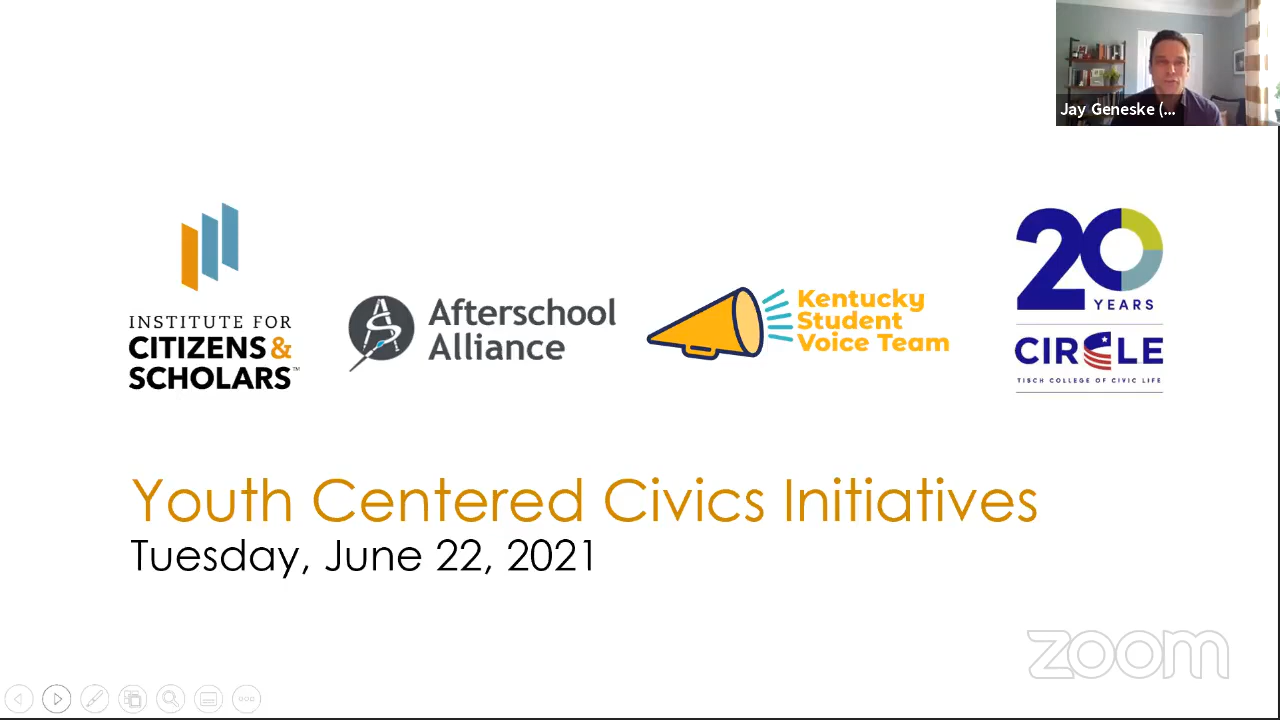 Jay Geneske (...
INSTITUTE FOR
CITIZENS &
SCHOLARS™
Afterschool
Alliance
Kentucky
Student
Voice Team
20
YEARS
CIRCLE
TISCH COLLEGE OF CIVIC LIFE
Youth Centered Civics Initiatives
Tuesday, June 22, 2021
zoom